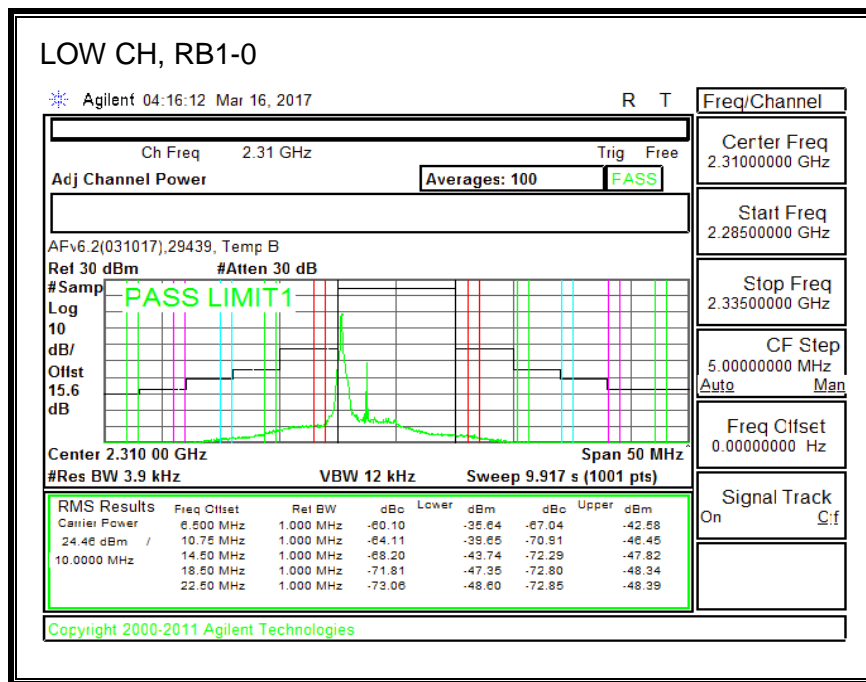 LOW CH, RB1-0
Agilent 04:16:12 Mar 16, 2017 R T
Freq/Channel
Ch Freq 2.31 GHz Trig Free
Adj Channel Power Averages: 100 PASS
Center Freq
2.31000000 GHz
Start Freq
2.28500000 GHz
AFv6.2(031017),29439, Temp B
Ref 30 dBm #Atten 30 dB
#Samp
Log
10
dB/
Offst
15.6
dB
PASS LIMIT1
Stop Freq
2.33500000 GHz
CF Step
5.00000000 MHz
Auto Man
Freq Offset
0.00000000 Hz
Center 2.310 00 GHz Span 50 MHz
#Res BW 3.9 kHz VBW 12 kHz Sweep 9.917 s (1001 pts)
Signal Track
On Off
RMS Results Freq Offset Ref BW dBc Lower dBm dBc Upper dBm
Carrier Power 6.500 MHz 1.000 MHz -60.10 -35.64 -67.04 -42.58
24.46 dBm / 10.75 MHz 1.000 MHz -64.11 -39.65 -70.91 -46.45
10.0000 MHz 14.50 MHz 1.000 MHz -68.20 -43.74 -72.29 -47.82
18.50 MHz 1.000 MHz -71.81 -47.35 -72.80 -48.34
22.50 MHz 1.000 MHz -73.06 -48.60 -72.85 -48.39
Copyright 2000-2011 Agilent Technologies